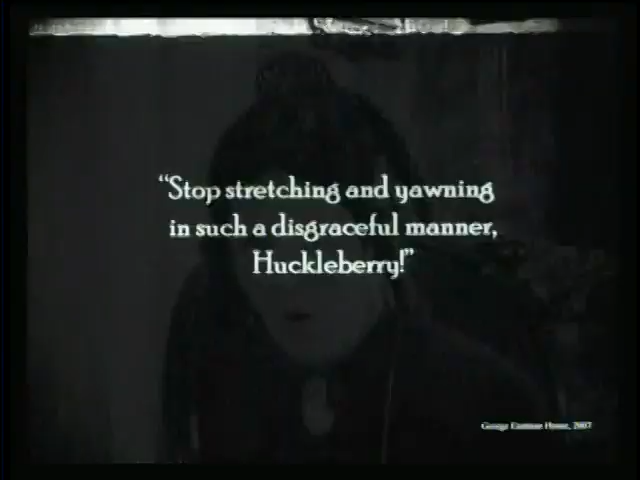 “Stop stretching and yawning
in such a disgraceful manner,
Huckleberry!”
George Eastman House, 2007